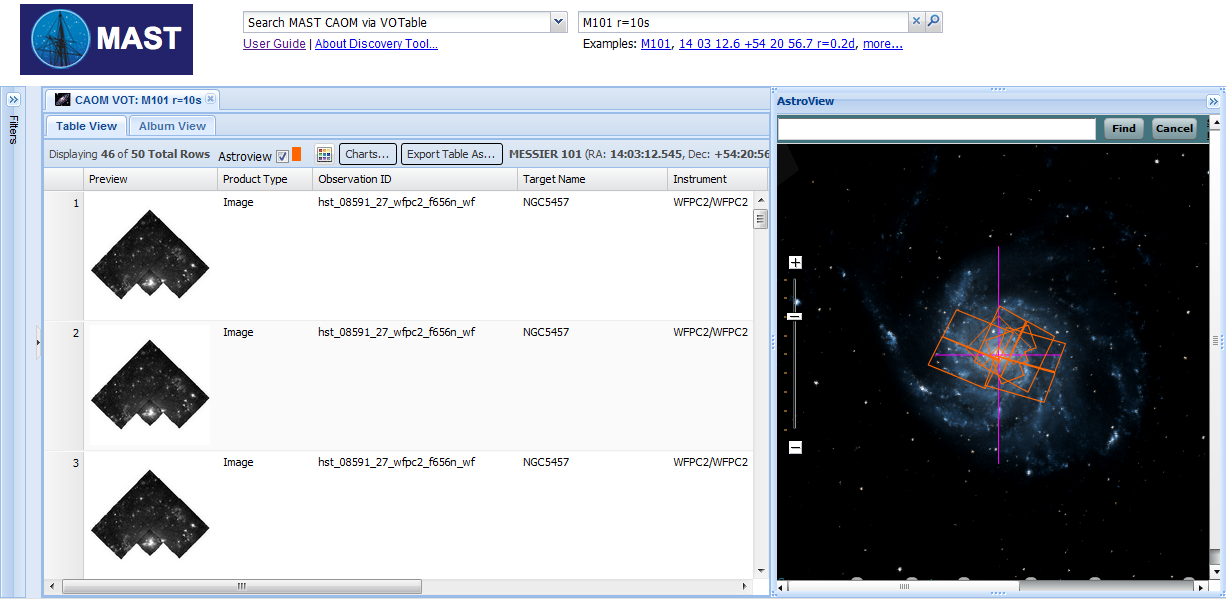 MAST
Search MAST CAOM via VOTable
M101 r=10s
User Guide | About Discovery Tool...
Examples: M101, 14 03 12.6 +54 20 56.7 r=0.2d, more...
Filters
CAOM VOT: M101 r=10s
Table View Album View
Displaying 46 of 50 Total Rows Astroview Charts... Export Table As... MESSIER 101 (RA: 14:03:12.545, Dec: +54:20:56
Preview Product Type Observation ID Target Name Instrument
1 Image hst_08591_27_wfpc2_f656n_wf NGC5457 WFPC2/WFPC2
2 Image hst_08591_27_wfpc2_f656n_wf NGC5457 WFPC2/WFPC2
3 Image hst_08591_27_wfpc2_f656n_wf NGC5457 WFPC2/WFPC2
AstroView
Find Cancel